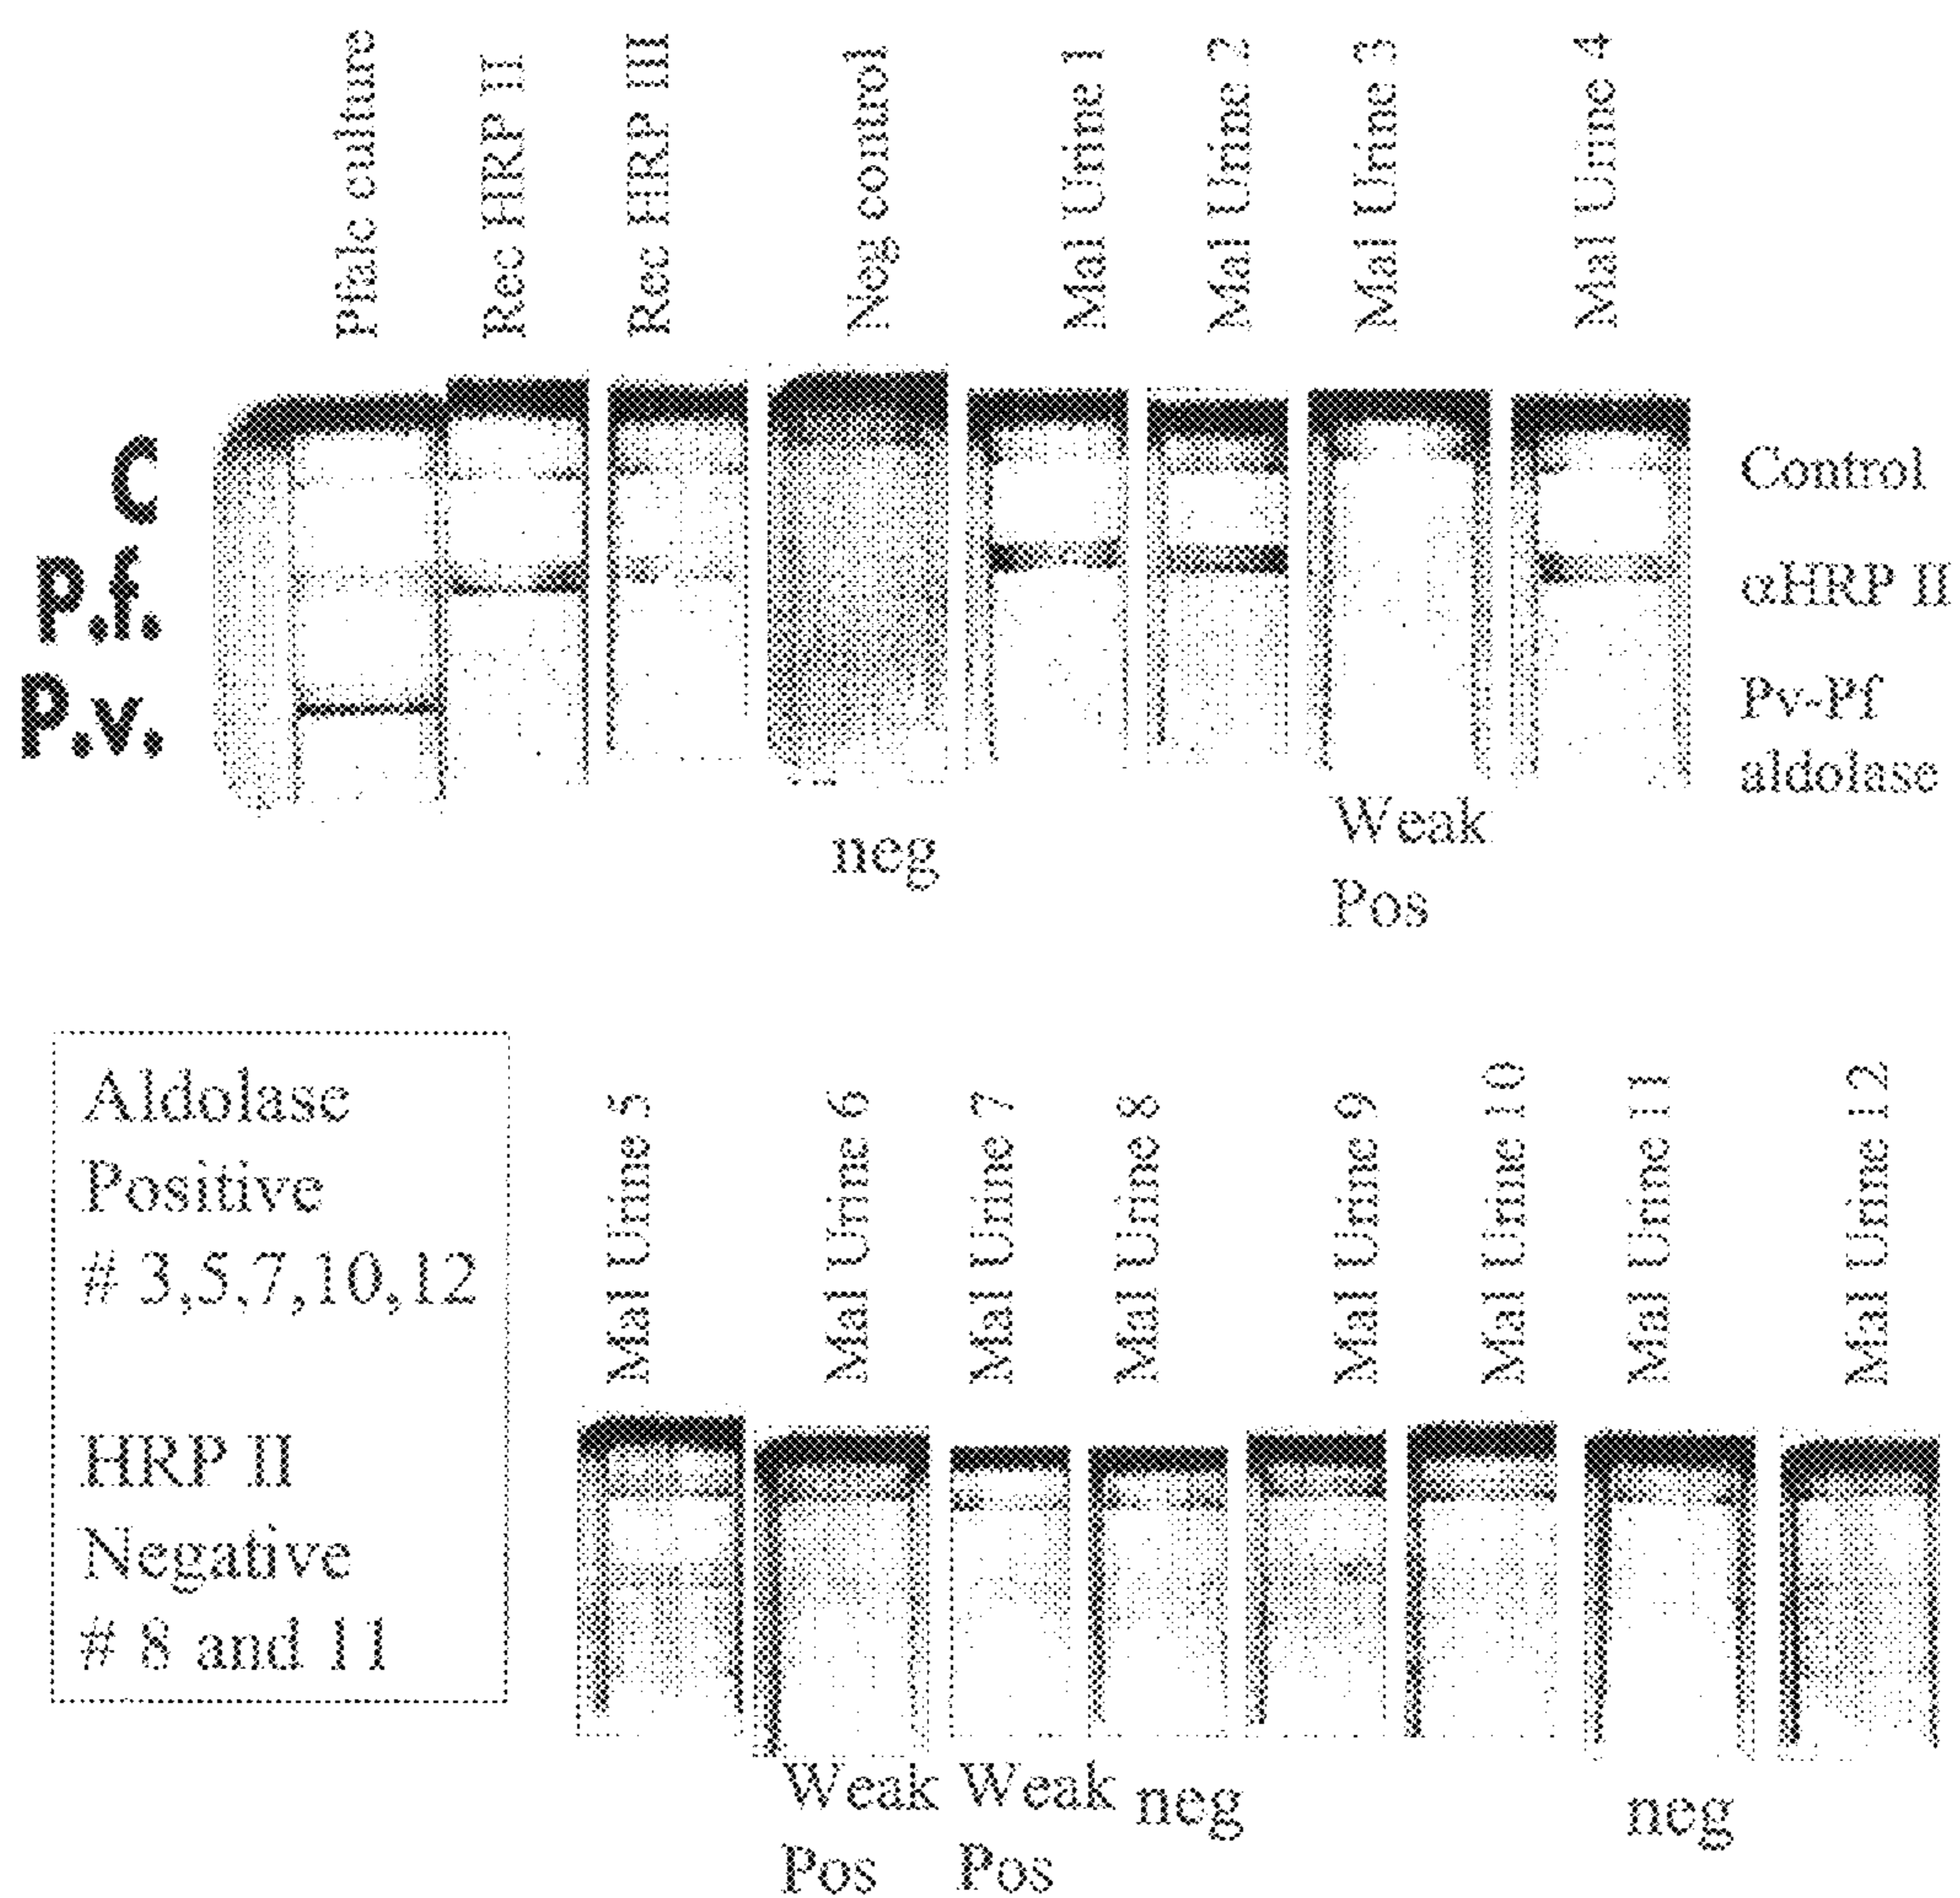 Pfalc culture
Rec HRP II
Rec HRP III
Neg control
Mal Urine 1
Mal Urine 2
Mal Urine 3
Mal Urine 4
C
P.f.
P.v.
Control
αHRP II
Pv-Pf
aldolase
neg
Weak
Pos
Aldolase
Positive
# 3,5,7,10,12
HRP II
Negative
# 8 and 11
Mal Urine 5
Mal Urine 6
Mal Urine 7
Mal Urine 8
Mal Urine 9
Mal Urine 10
Mal Urine 11
Mal Urine 12
Weak
Pos
Weak
Pos
neg
neg